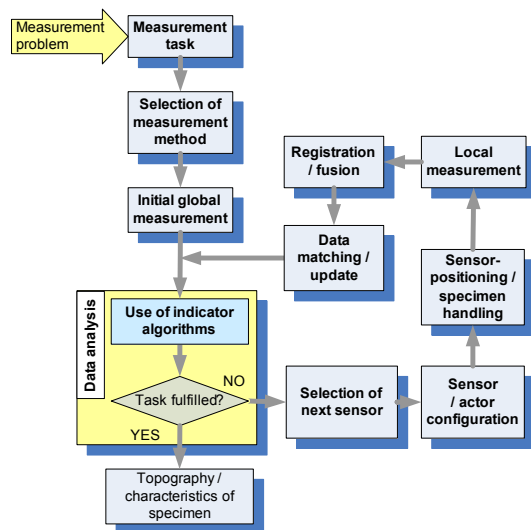 Measurement
problem
Measurement
task
Selection of
measurement
method
Initial global
measurement
Registration
/ fusion
Local
measurement
Data
matching /
update
Sensor-
positioning /
specimen
handling
Data analysis
Use of indicator
algorithms
Task fulfilled?
NO
YES
Selection of
next sensor
Sensor
/ actor
configuration
Topography /
characteristics of
specimen